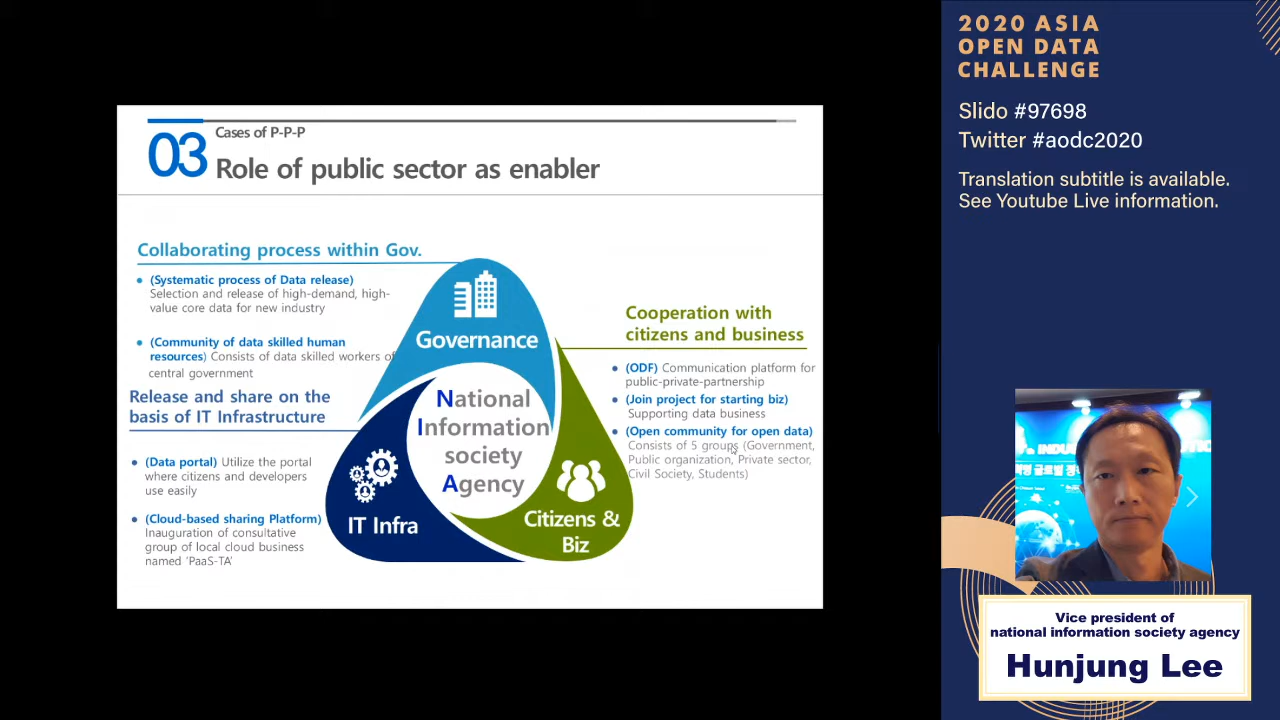 03
Cases of P-P-P
Role of public sector as enabler
Collaborating process within Gov.
(Systematic process of Data release)
Selection and release of high-demand, high-
value core data for new industry
(Community of data skilled human
resources) Consists of data skilled workers of
central government
Release and share on the
basis of IT Infrastructure
(Data portal) Utilize the portal
where citizens and developers
use easily
(Cloud-based sharing Platform)
Inauguration of consultative
group of local cloud business
named 'PaaS-TA'
Governance
National
Information
society
Agency
IT Infra
Citizens &
Biz
Cooperation with
citizens and business
(ODF) Communication platform for
public-private-partnership
(Join project for starting biz)
Supporting data business
(Open community for open data)
Consists of 5 groups (Government,
Public organization, Private sector,
Civil Society, Students)
2020 ASIA
OPEN DATA
CHALLENGE
Slido #97698
Twitter #aodc2020
Translation subtitle is available.
See Youtube Live information.
Vice president of
national information society agency
Hunjung Lee